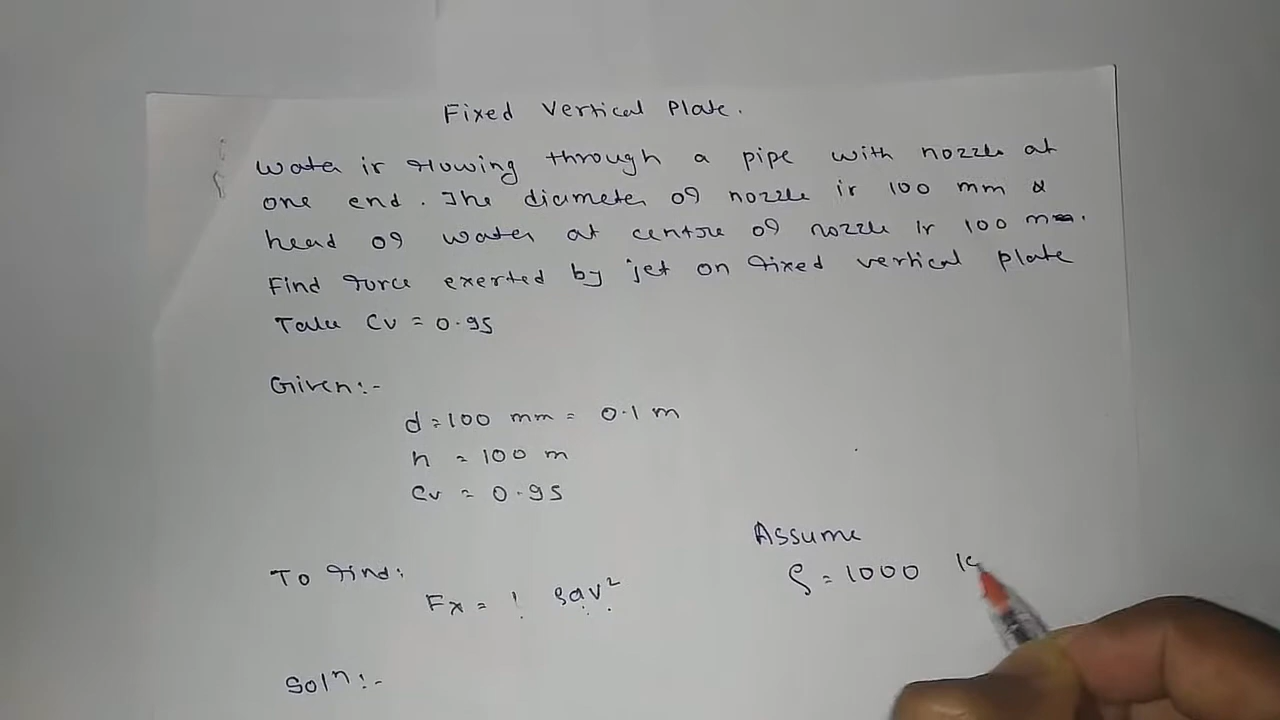 Fixed Vertical Plate.
Water is flowing through a pipe with nozzle at
one end. The diameter of nozzle is 100 mm &
head of water at centre of nozzle is 100 m.
Find force exerted by jet on fixed vertical plate
Take Cv = 0.95
Given:-
d = 100 mm = 0.1 m
h = 100 m
Cv = 0.95
Assume
ρ = 1000 k
To find:
Fx = ? ρav²
Solⁿ:-